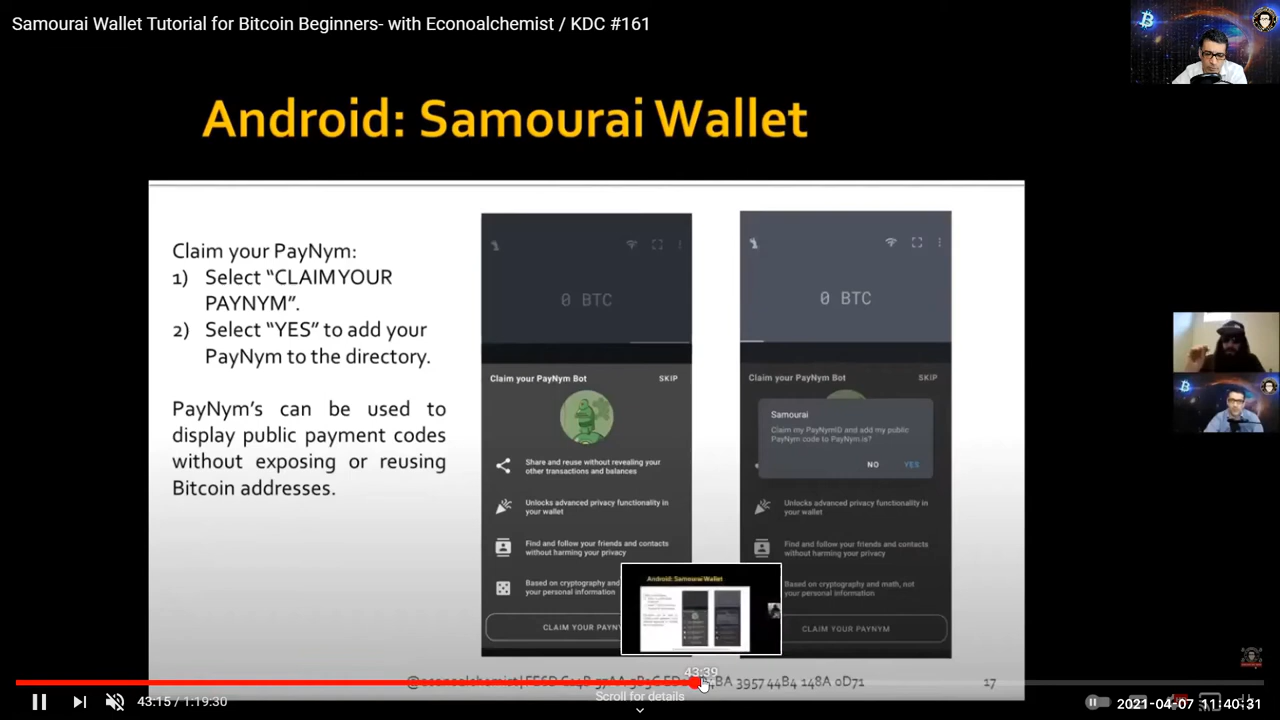 Samourai Wallet Tutorial for Bitcoin Beginners- with Econoalchemist / KDC #161
Android: Samourai Wallet
Claim your PayNym:
1) Select “CLAIM YOUR
PAYNYM”.
2) Select “YES” to add your
PayNym to the directory.
PayNym’s can be used to
display public payment codes
without exposing or reusing
Bitcoin addresses.
0 BTC
Claim your PayNym Bot SKIP
Share and reuse without revealing your
other transactions and balances
Unlocks advanced privacy functionality in
your wallet
Find and follow your friends and contacts
without harming your privacy
Based on cryptography and
your personal information
CLAIM YOUR PAYN
0 BTC
Claim your PayNym Bot SKIP
Samourai
Claim my PayNymID and add my public
PayNym code to PayNym.is?
NO YES
Unlocks advanced privacy functionality in
your wallet
Find and follow your friends and contacts
without harming your privacy
Based on cryptography and math, not
your personal information
CLAIM YOUR PAYNYM
Android: Samourai Wallet
43:39
3957 44B4 148A 0D71
17
Scroll for details
43:15 / 1:19:30
2021-04-07 11:40:31